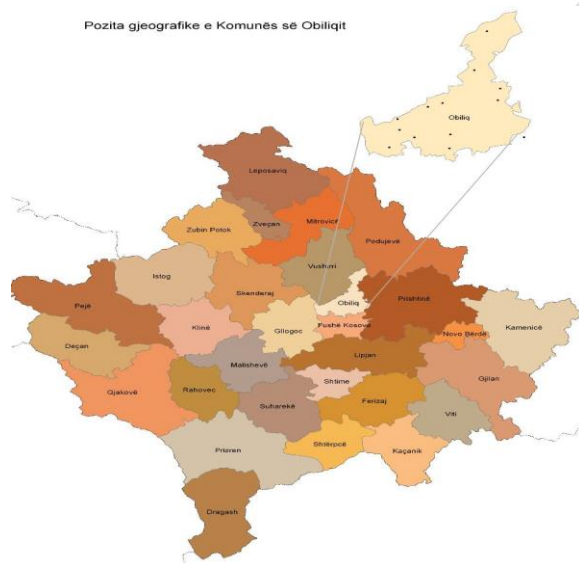 Pozita gjeografike e Komunës së Obiliqit
Obiliq
Leposaviq
Zubin Potok
Zveçan
Mitrovicë
Podujevë
Istog
Skenderaj
Vushtrri
Pejë
Klinë
Gllogoc
Obiliq
Fushë Kosovë
Prishtinë
Novo Bërdë
Kamenicë
Deçan
Malishevë
Lipjan
Gjakovë
Rahovec
Suharekë
Shtime
Ferizaj
Gjilan
Viti
Prizren
Shtërpcë
Kaçanik
Dragash